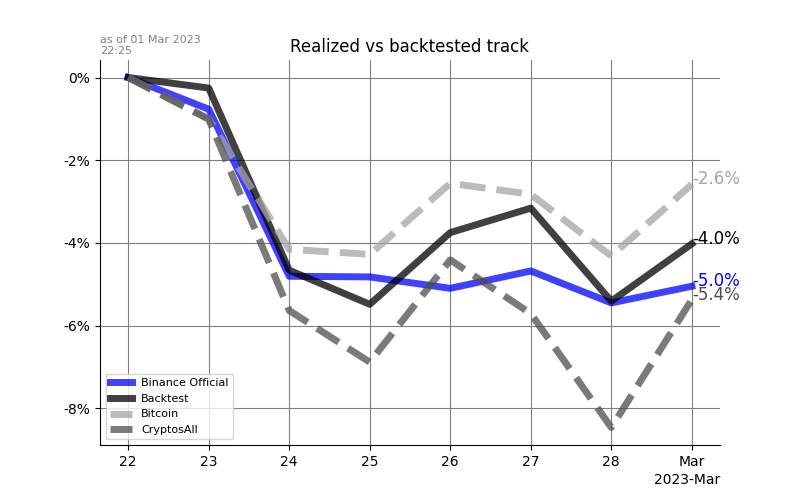 as of 01 Mar 2023
22:25
Realized vs backtested track
0%
-2%
-4%
-6%
-8%
-2.6%
-4.0%
-5.0%
-5.4%
Binance Official
Backtest
Bitcoin
CryptosAll
22 23 24 25 26 27 28 Mar
2023-Mar